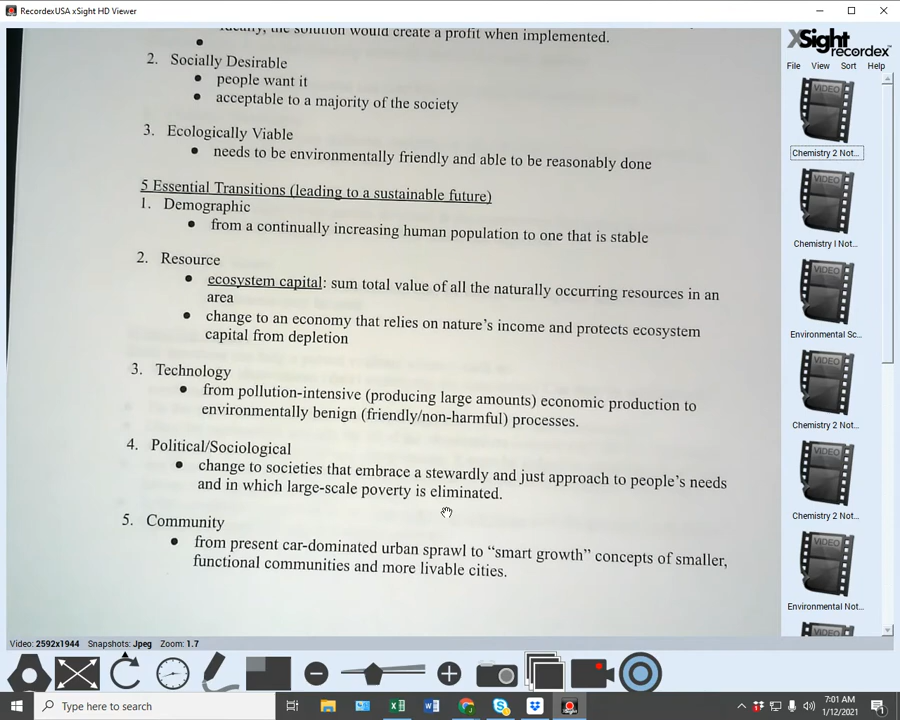 RecordexUSA xSight HD Viewer
the solution would create a profit when implemented.
2. Socially Desirable
• people want it
• acceptable to a majority of the society
3. Ecologically Viable
• needs to be environmentally friendly and able to be reasonably done
5 Essential Transitions (leading to a sustainable future)
1. Demographic
• from a continually increasing human population to one that is stable
2. Resource
• ecosystem capital: sum total value of all the naturally occurring resources in an
area
• change to an economy that relies on nature's income and protects ecosystem
capital from depletion
3. Technology
• from pollution-intensive (producing large amounts) economic production to
environmentally benign (friendly/non-harmful) processes.
4. Political/Sociological
• change to societies that embrace a stewardly and just approach to people's needs
and in which large-scale poverty is eliminated.
5. Community
• from present car-dominated urban sprawl to “smart growth” concepts of smaller,
functional communities and more livable cities.
xSight
recordex
File View Sort Help
VIDEO
Chemistry 2 Not...
VIDEO
Chemistry I Not...
VIDEO
Environmental Sc...
VIDEO
Chemistry 2 Not...
VIDEO
Chemistry 2 Not...
VIDEO
Environmental Not...
VIDEO
Video: 2592x1944 Snapshots: Jpeg Zoom: 1.7
Type here to search
7:01 AM
1/12/2021